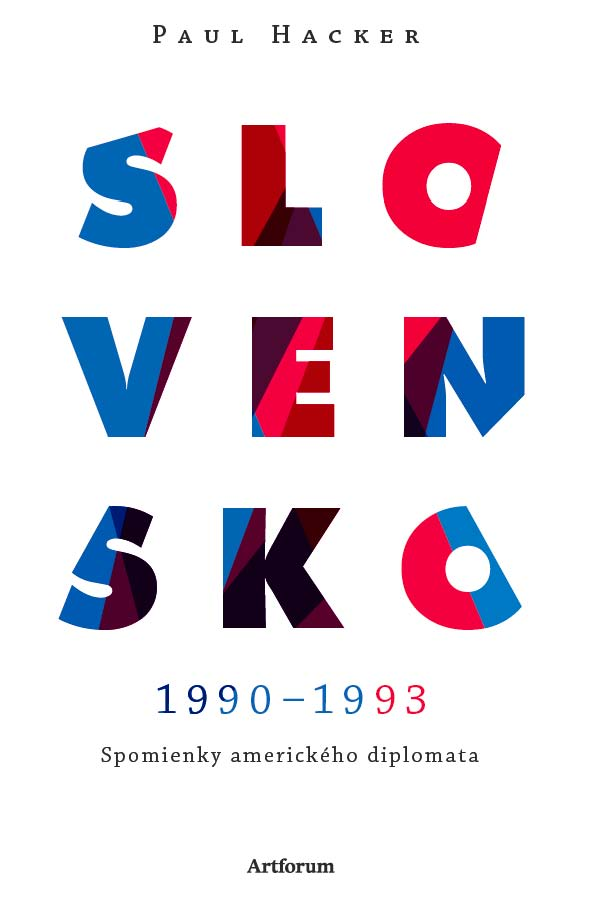 PAUL HACKER
SLO
VEN
SKO
1990–1993
Spomienky amerického diplomata
Artforum